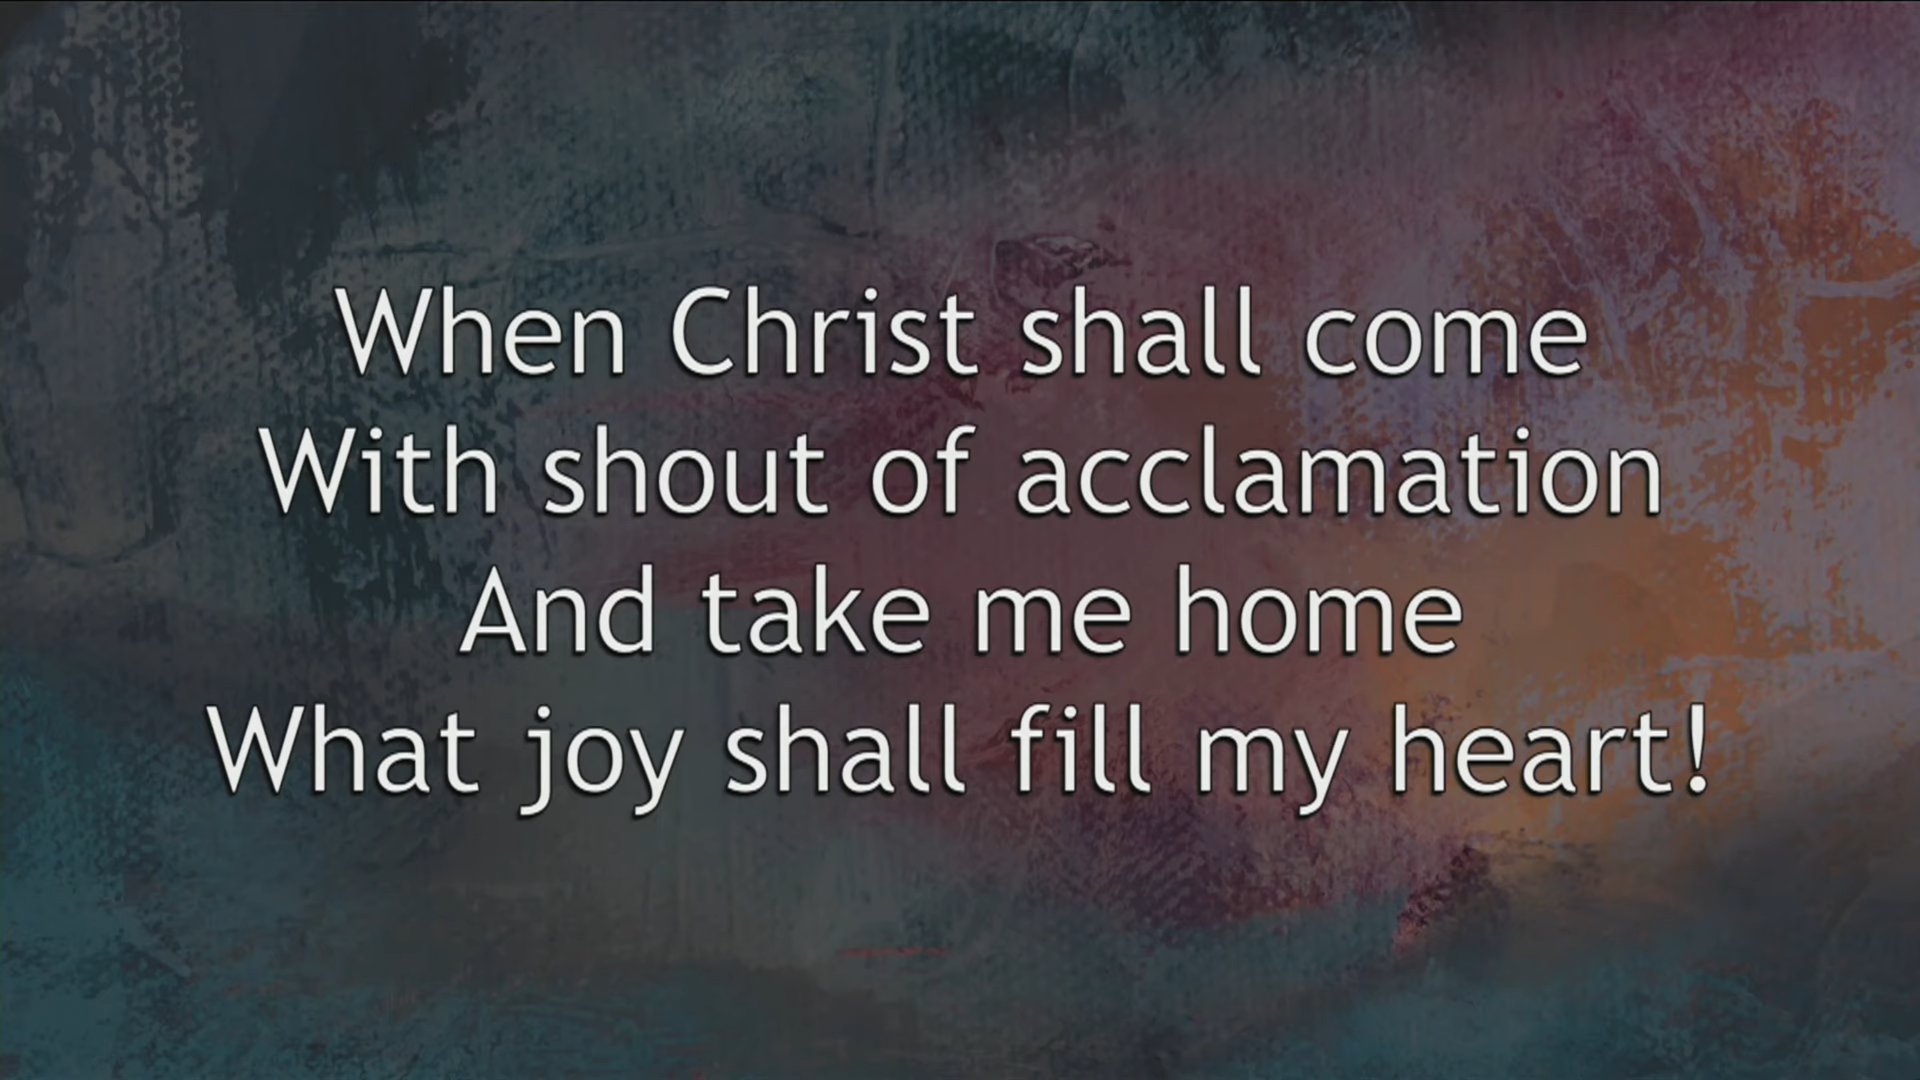 When Christ shall come
With shout of acclamation
And take me home
What joy shall fill my heart!